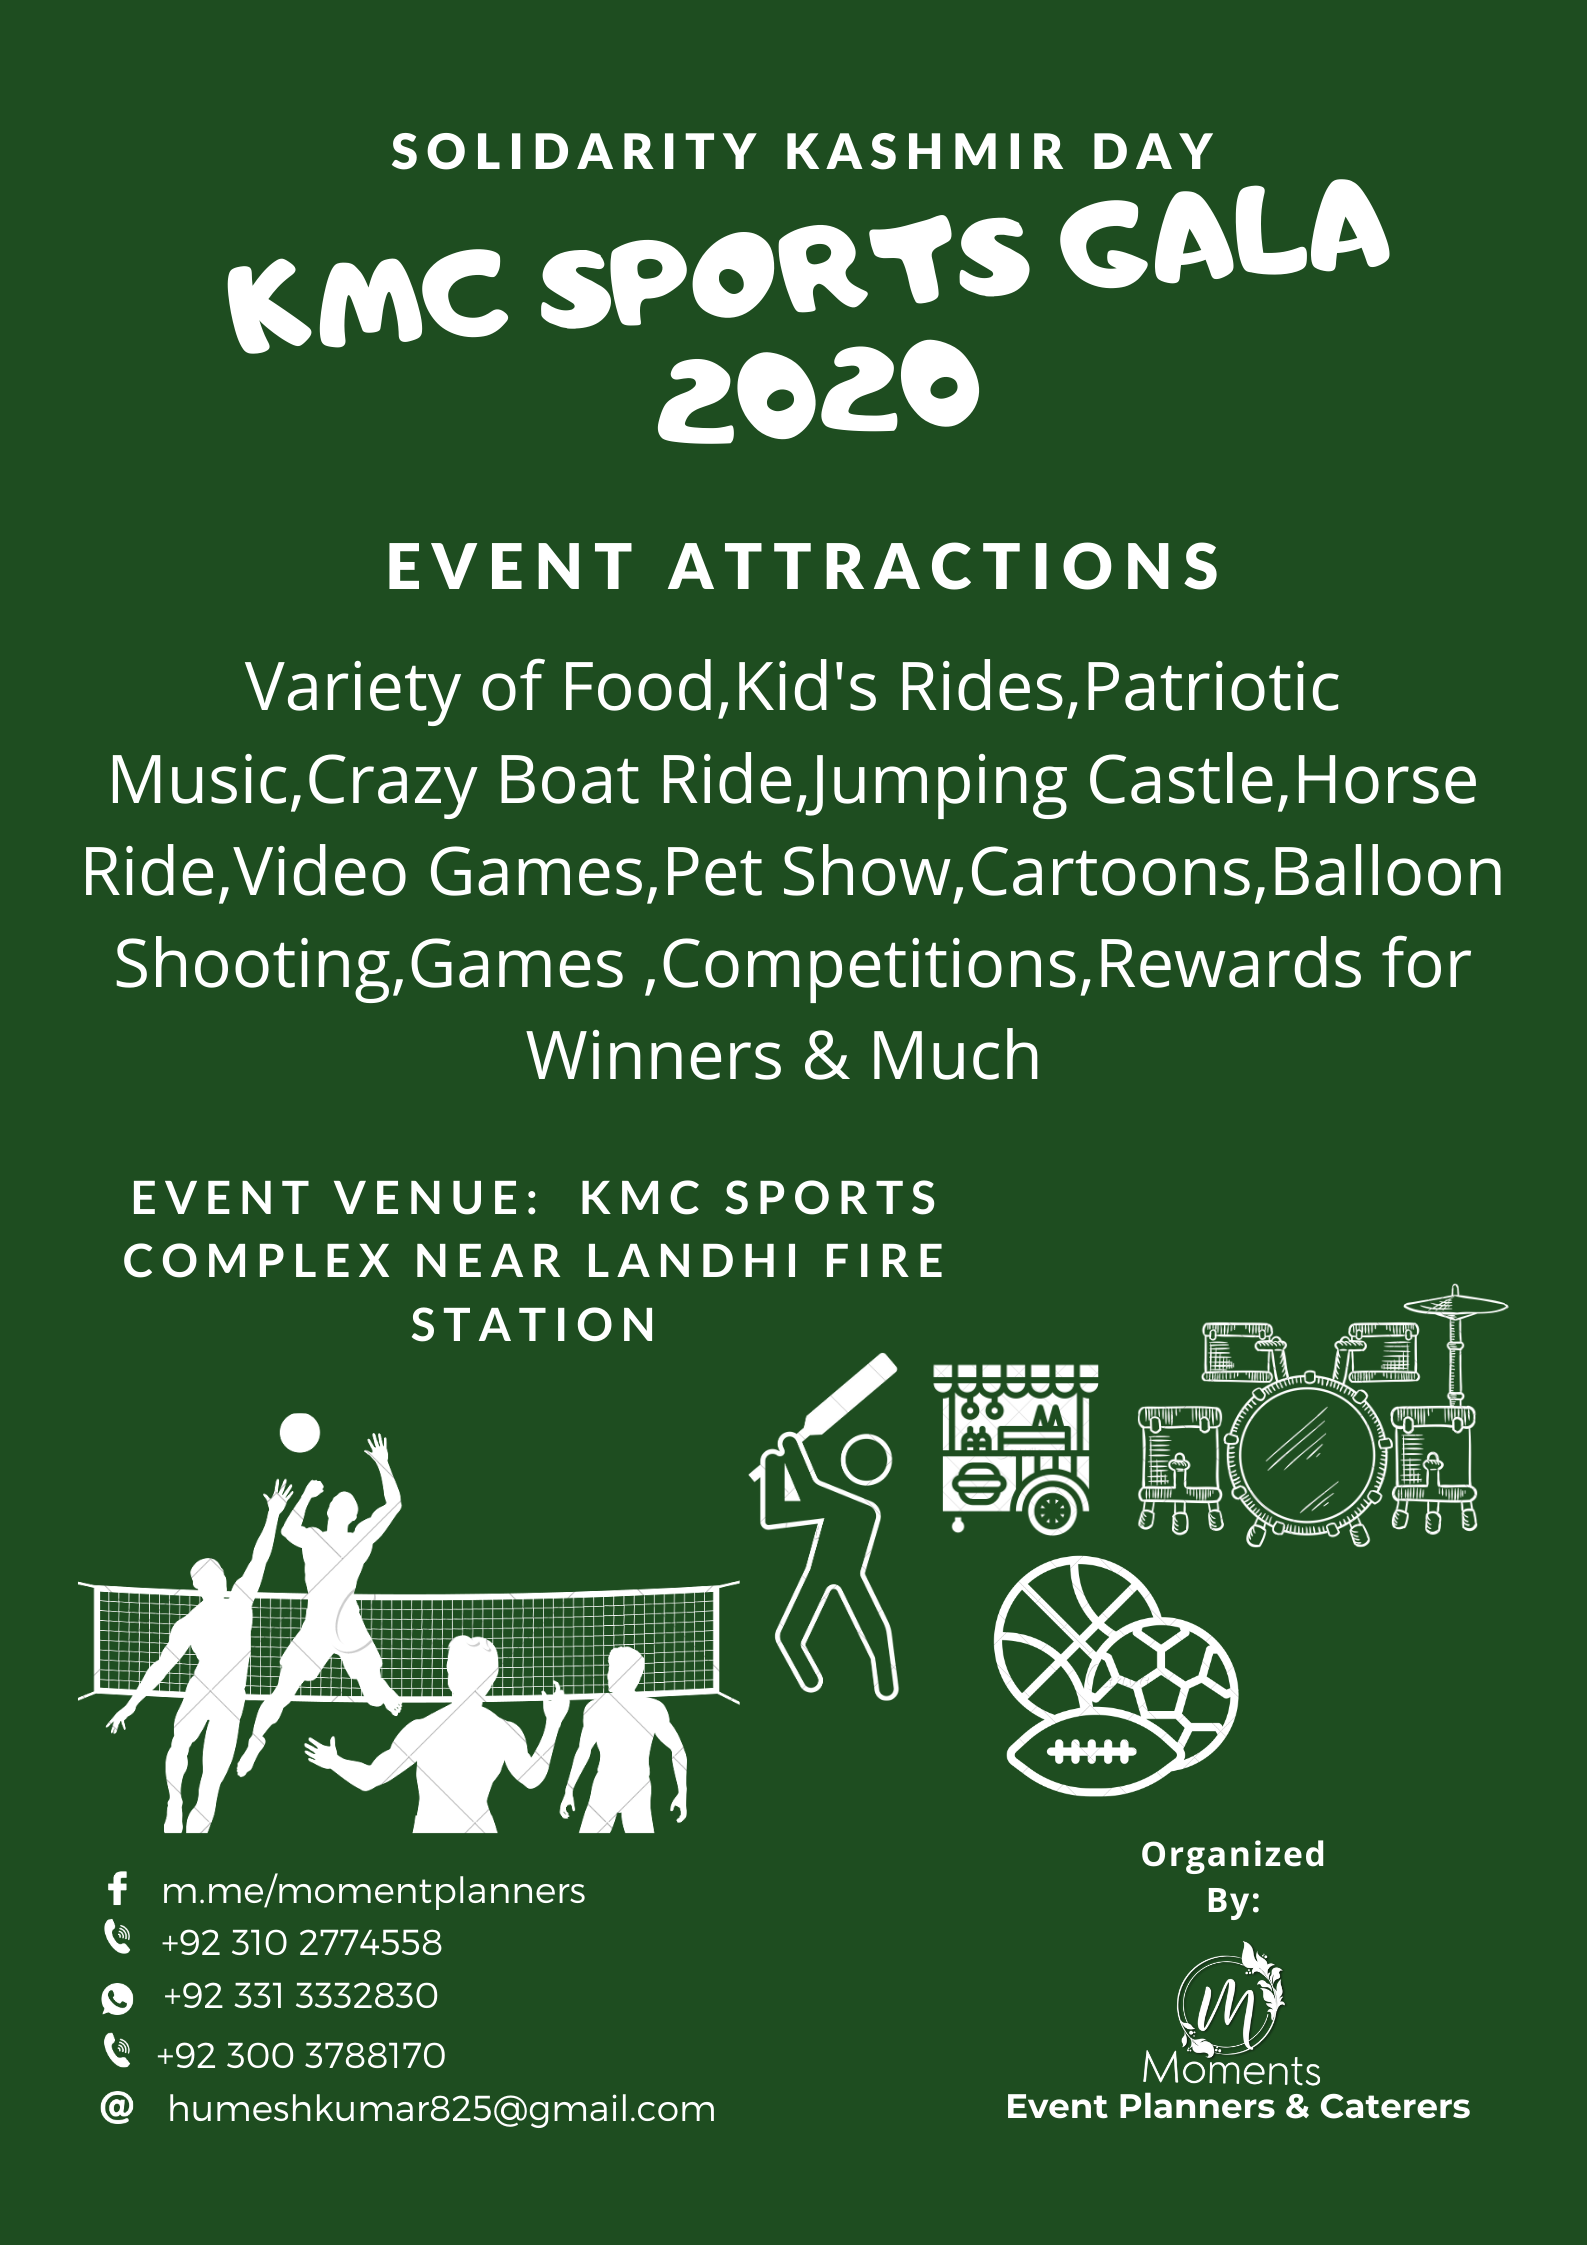 SOLIDARITY KASHMIR DAY
KMC SPORTS GALA
2020
EVENT ATTRACTIONS
Variety of Food,Kid's Rides,Patriotic
Music,Crazy Boat Ride,Jumping Castle,Horse
Ride,Video Games,Pet Show,Cartoons,Balloon
Shooting,Games ,Competitions,Rewards for
Winners & Much
EVENT VENUE: KMC SPORTS
COMPLEX NEAR LANDHI FIRE
STATION
m.me/momentplanners
+92 310 2774558
+92 331 3332830
+92 300 3788170
humeshkumar825@gmail.com
Organized
By:
M
Moments
Event Planners & Caterers